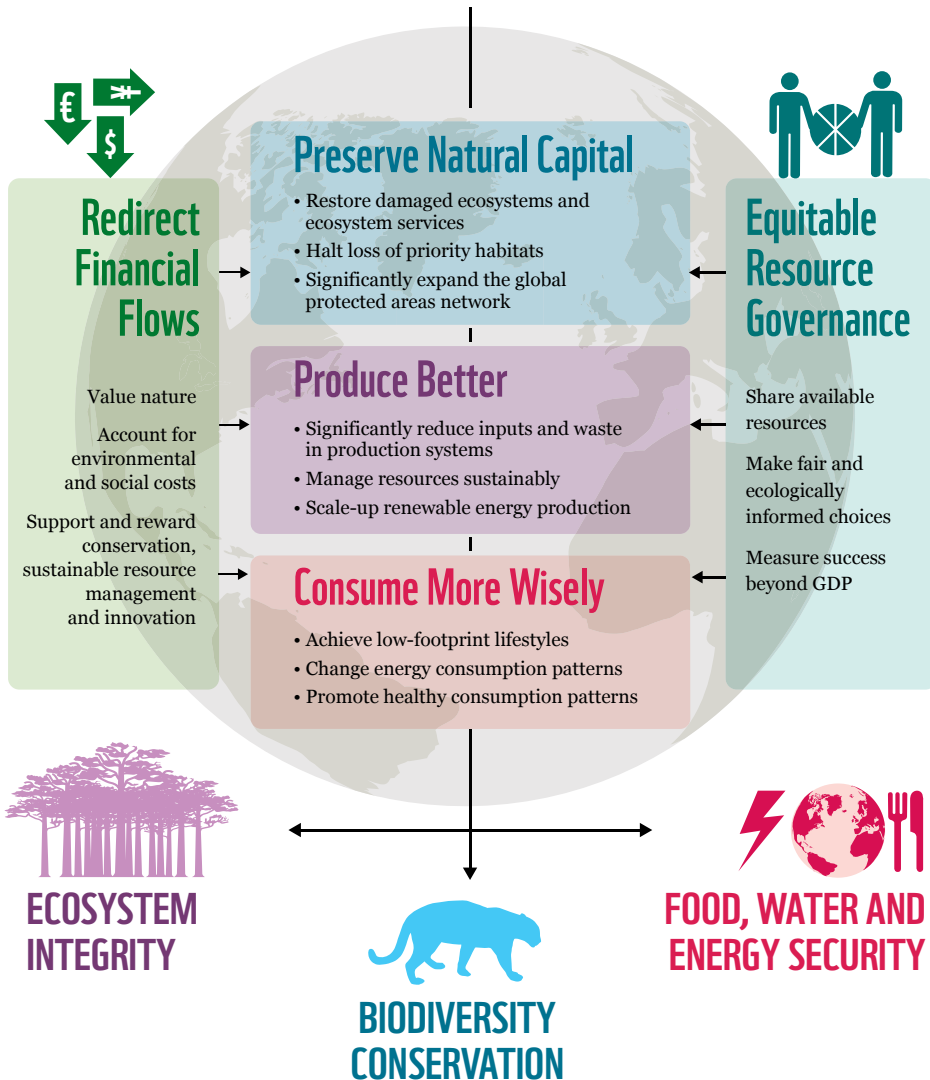 €
¥
$
Redirect
Financial
Flows
Value nature
Account for
environmental
and social costs
Support and reward
conservation,
sustainable resource
management
and innovation
Preserve Natural Capital
• Restore damaged ecosystems and
ecosystem services
• Halt loss of priority habitats
• Significantly expand the global
protected areas network
Produce Better
• Significantly reduce inputs and waste
in production systems
• Manage resources sustainably
• Scale-up renewable energy production
Consume More Wisely
• Achieve low-footprint lifestyles
• Change energy consumption patterns
• Promote healthy consumption patterns
Equitable
Resource
Governance
Share available
resources
Make fair and
ecologically
informed choices
Measure success
beyond GDP
ECOSYSTEM
INTEGRITY
BIODIVERSITY
CONSERVATION
FOOD, WATER AND
ENERGY SECURITY